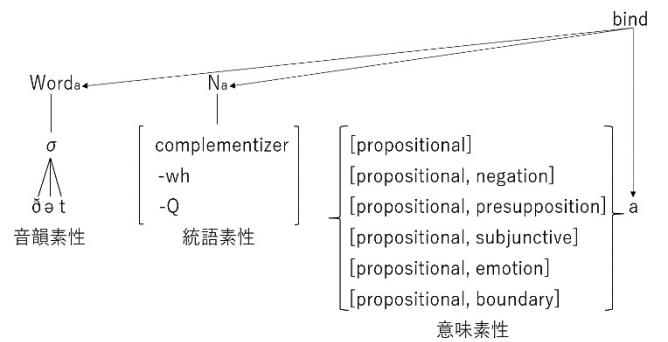 bind
Worda
Na
σ
ðə t
音韻素性
complementizer
-wh
-Q
統語素性
[propositional]
[propositional, negation]
[propositional, presupposition]
[propositional, subjunctive]
[propositional, emotion]
[propositional, boundary]
意味素性
a